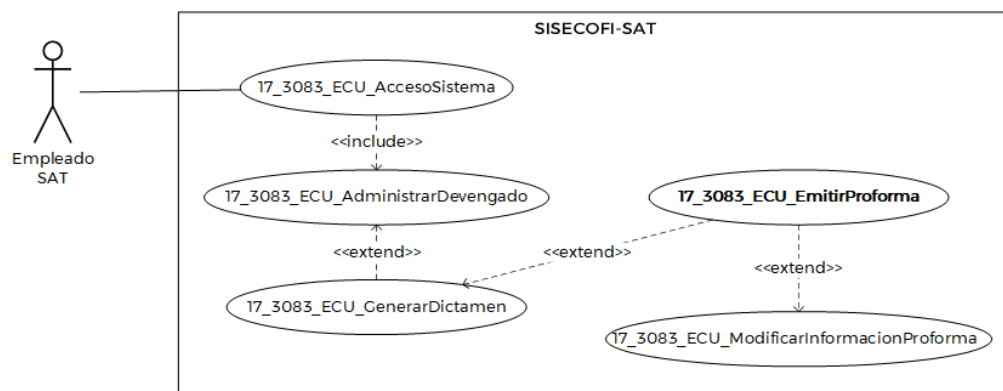 SISECOFI-SAT
17_3083_ECU_AccesoSistema
<<include>>
Empleado
SAT
17_3083_ECU_AdministrarDevengado
17_3083_ECU_EmitirProforma
<<extend>>
<<extend>>
<<extend>>
17_3083_ECU_GenerarDictamen
17_3083_ECU_ModificarInformacionProforma